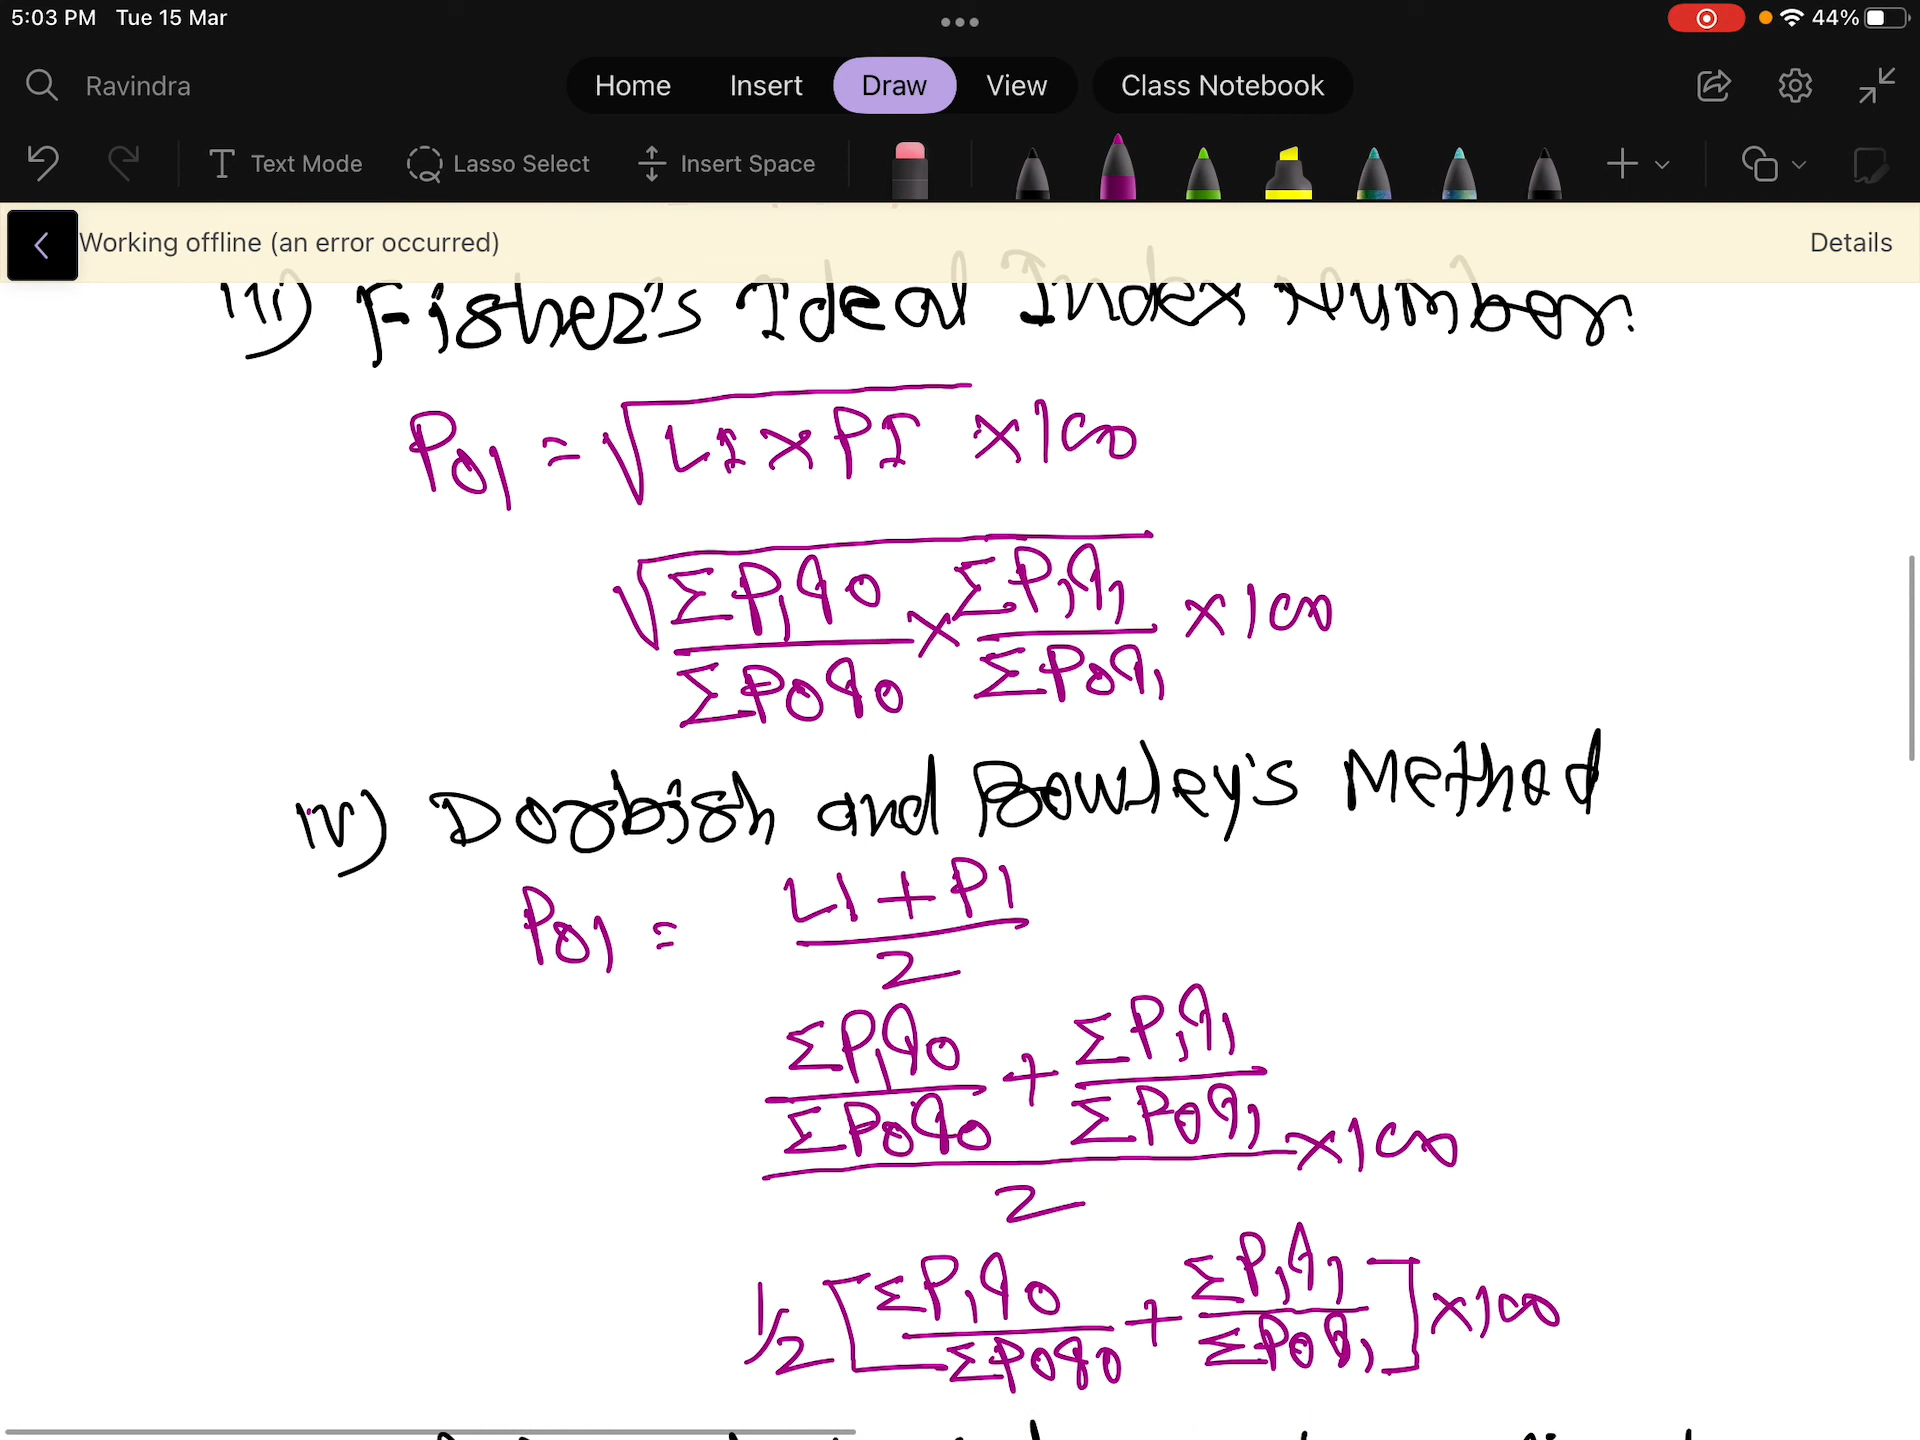 5:03 PM Tue 15 Mar
44%
Ravindra
Home Insert Draw View Class Notebook
Text Mode Lasso Select Insert Space
Working offline (an error occurred) Details
iii) Fisher's Ideal Index Number.
P01 = √(LI × PI) × 100
√(ΣP1q0/ΣP0q0 × ΣP1q1/ΣP0q1) × 100
iv) Dorbish and Bowley's Method
P01 = (LI + PI)/2
(ΣP1q0/ΣP0q0 + ΣP1q1/ΣP0q1)/2 × 100
1/2 [ΣP1q0/ΣP0q0 + ΣP1q1/ΣP0q1] × 100